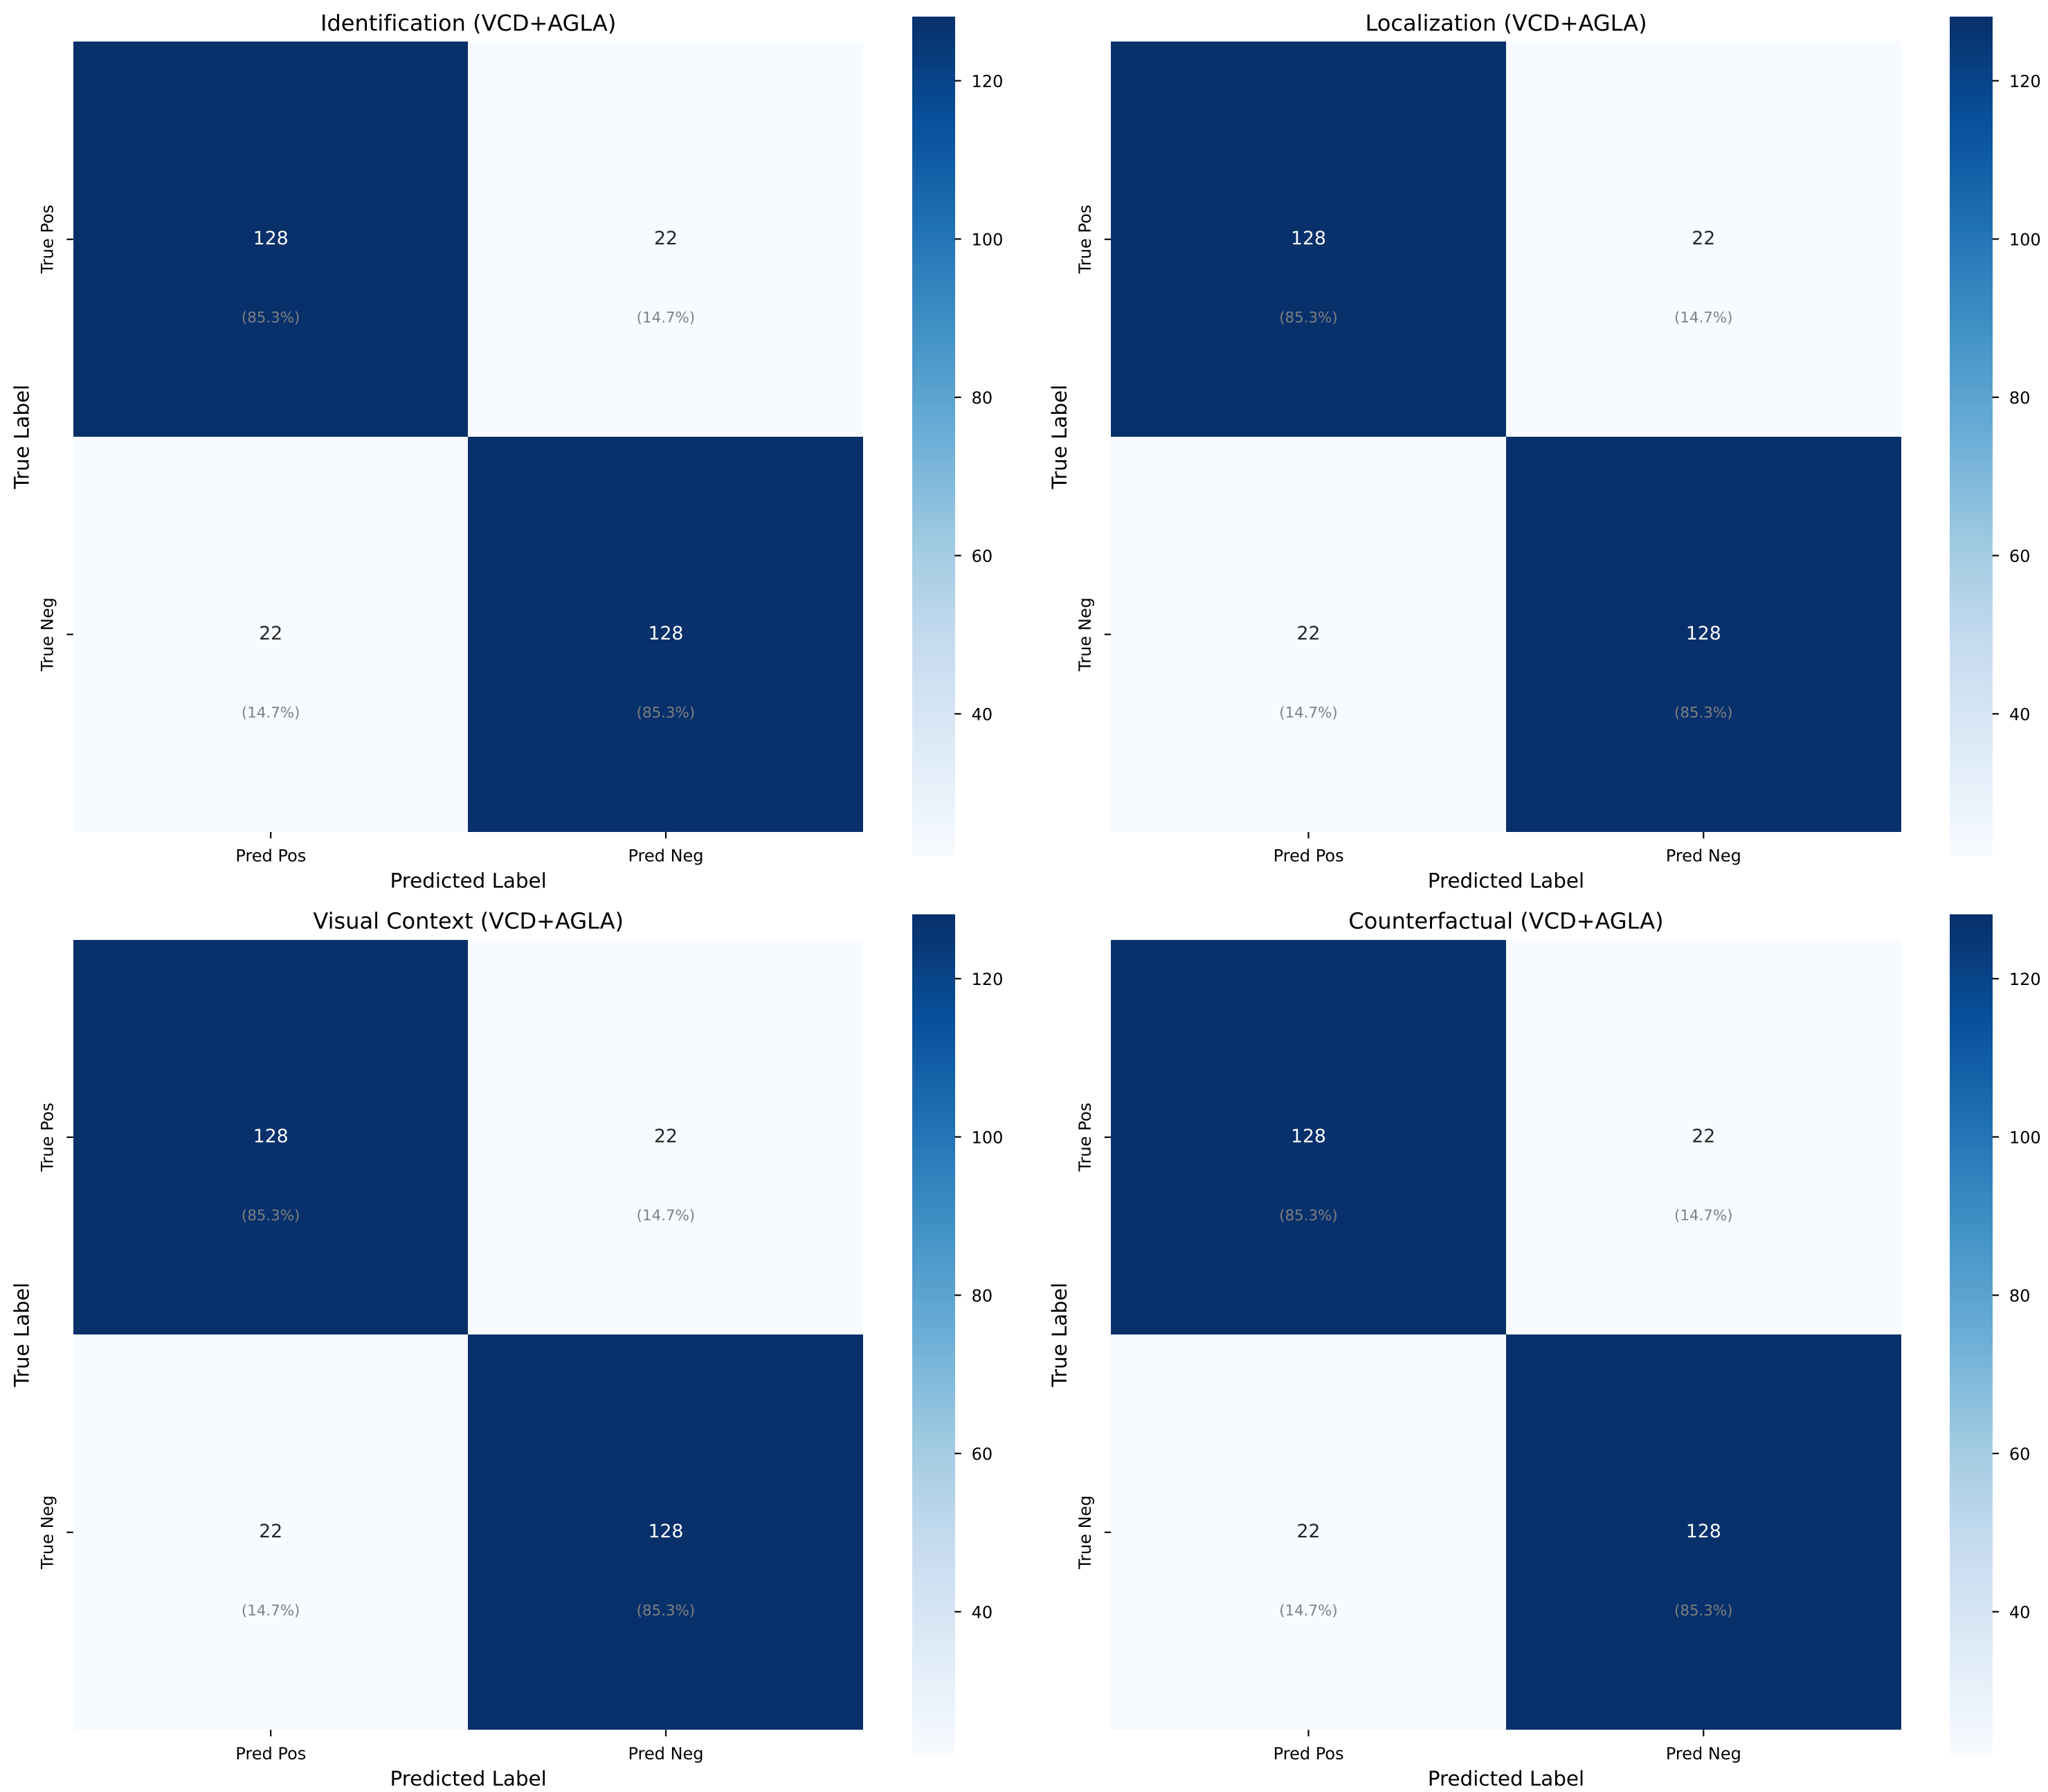 Identification (VCD+AGLA)
True Label
True Pos
128
22
(85.3%)
(14.7%)
True Neg
22
128
(14.7%)
(85.3%)
Pred Pos
Pred Neg
Predicted Label
120
100
80
60
40
Localization (VCD+AGLA)
True Label
True Pos
128
22
(85.3%)
(14.7%)
True Neg
22
128
(14.7%)
(85.3%)
Pred Pos
Pred Neg
Predicted Label
120
100
80
60
40
Visual Context (VCD+AGLA)
True Label
True Pos
128
22
(85.3%)
(14.7%)
True Neg
22
128
(14.7%)
(85.3%)
Pred Pos
Pred Neg
Predicted Label
120
100
80
60
40
Counterfactual (VCD+AGLA)
True Label
True Pos
128
22
(85.3%)
(14.7%)
True Neg
22
128
(14.7%)
(85.3%)
Pred Pos
Pred Neg
Predicted Label
120
100
80
60
40